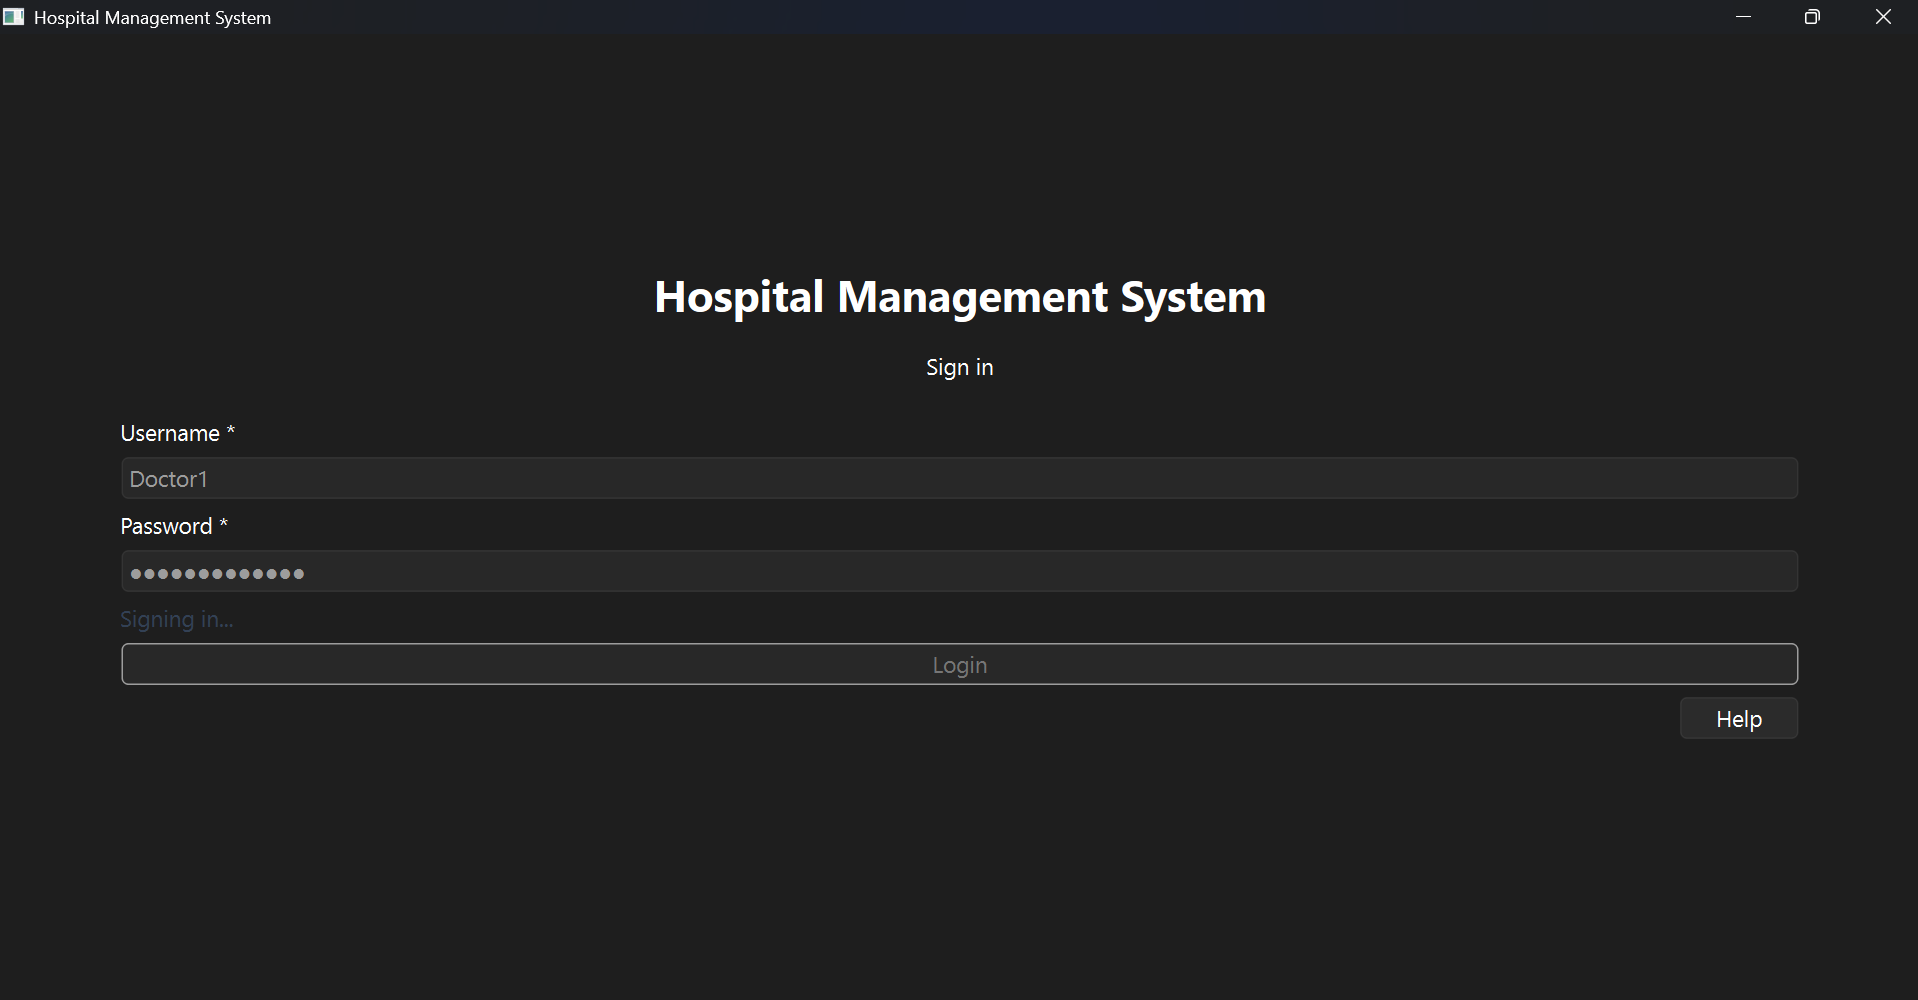 Hospital Management System
Hospital Management System
Sign in
Username *
Doctor1
Password *
●●●●●●●●●●●●●
Signing in...
Login
Help